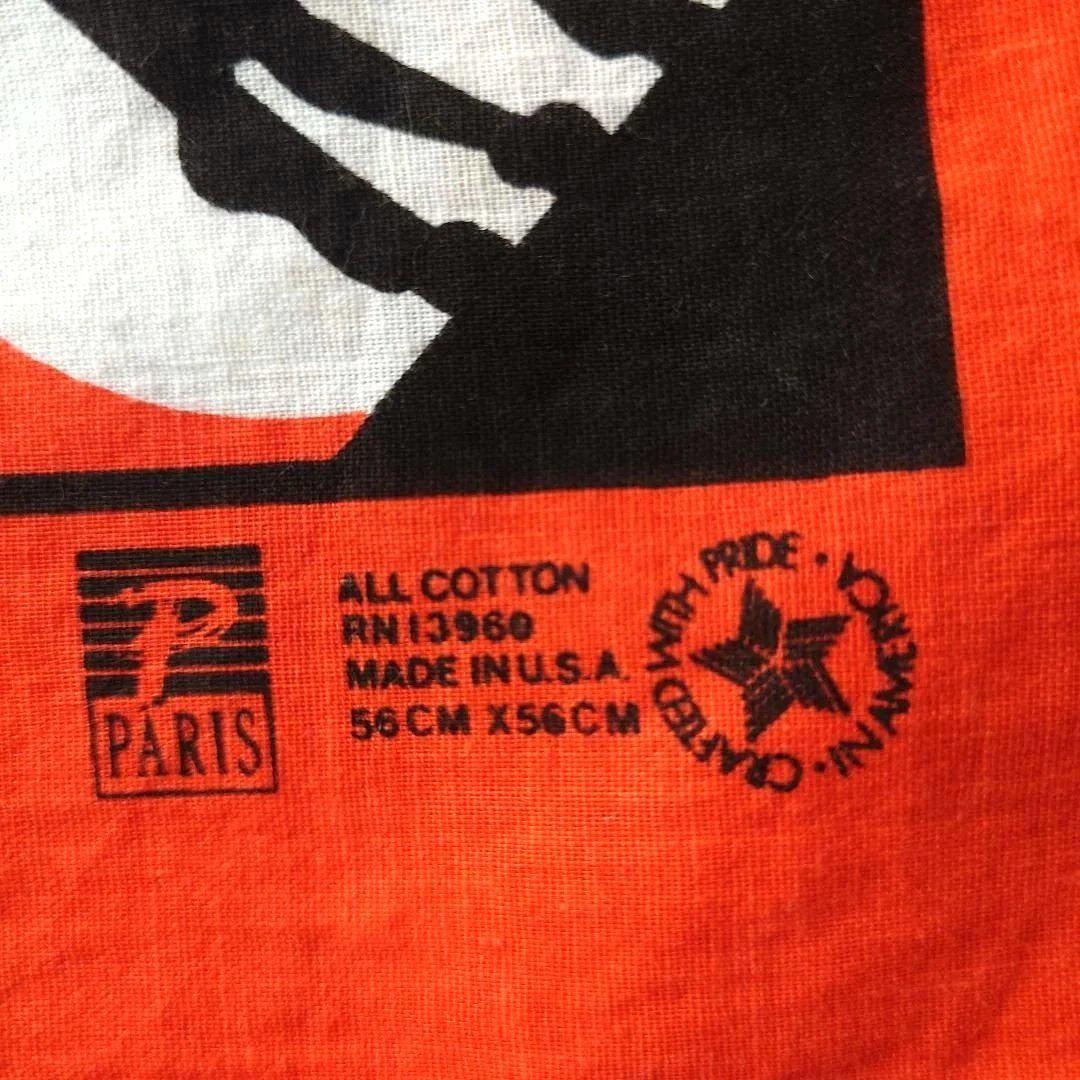 P
PARIS
ALL COTTON
RN13960
MADE IN U.S.A.
56CM X56CM
CRAFTED WITH PRIDE · IN AMERICA ·